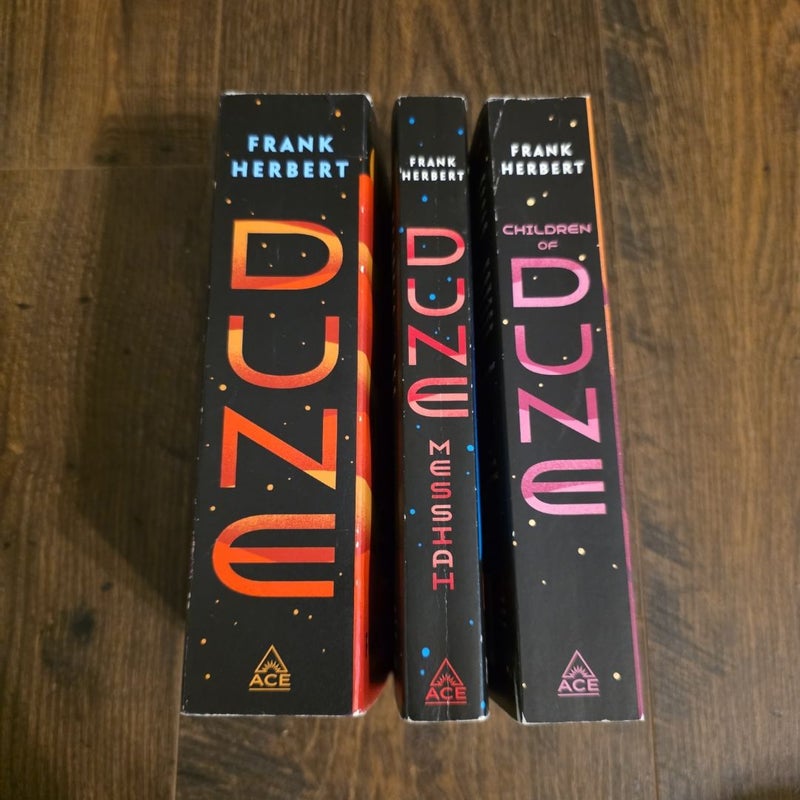 FRANK
HERBERT
DUNE
ACE
FRANK
HERBERT
DUNE
MESSIAH
ACE
FRANK
HERBERT
CHILDREN
OF
DUNE
ACE